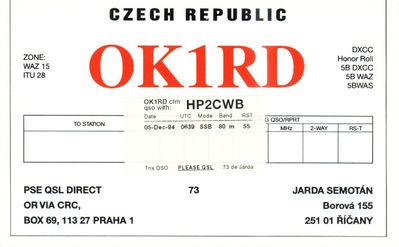 CZECH REPUBLIC
ZONE:
WAZ 15
ITU 28
OK1RD
DXCC
Honor Roll
5B DXCC
5B WAZ
5BWAS
OK1RD cfm
qso with: HP2CWB
Date UTC Mode Band RST
05-Dec-94 0639 SSB 80 m 55
Tnx QSO PLEASE QSL 73 de Jarda
TO STATION
G QSO/RPRT
MHz 2-WAY RS-T
PSE QSL DIRECT
OR VIA CRC,
BOX 69, 113 27 PRAHA 1
73
JARDA SEMOTÁN
Borová 155
251 01 ŘÍČANY